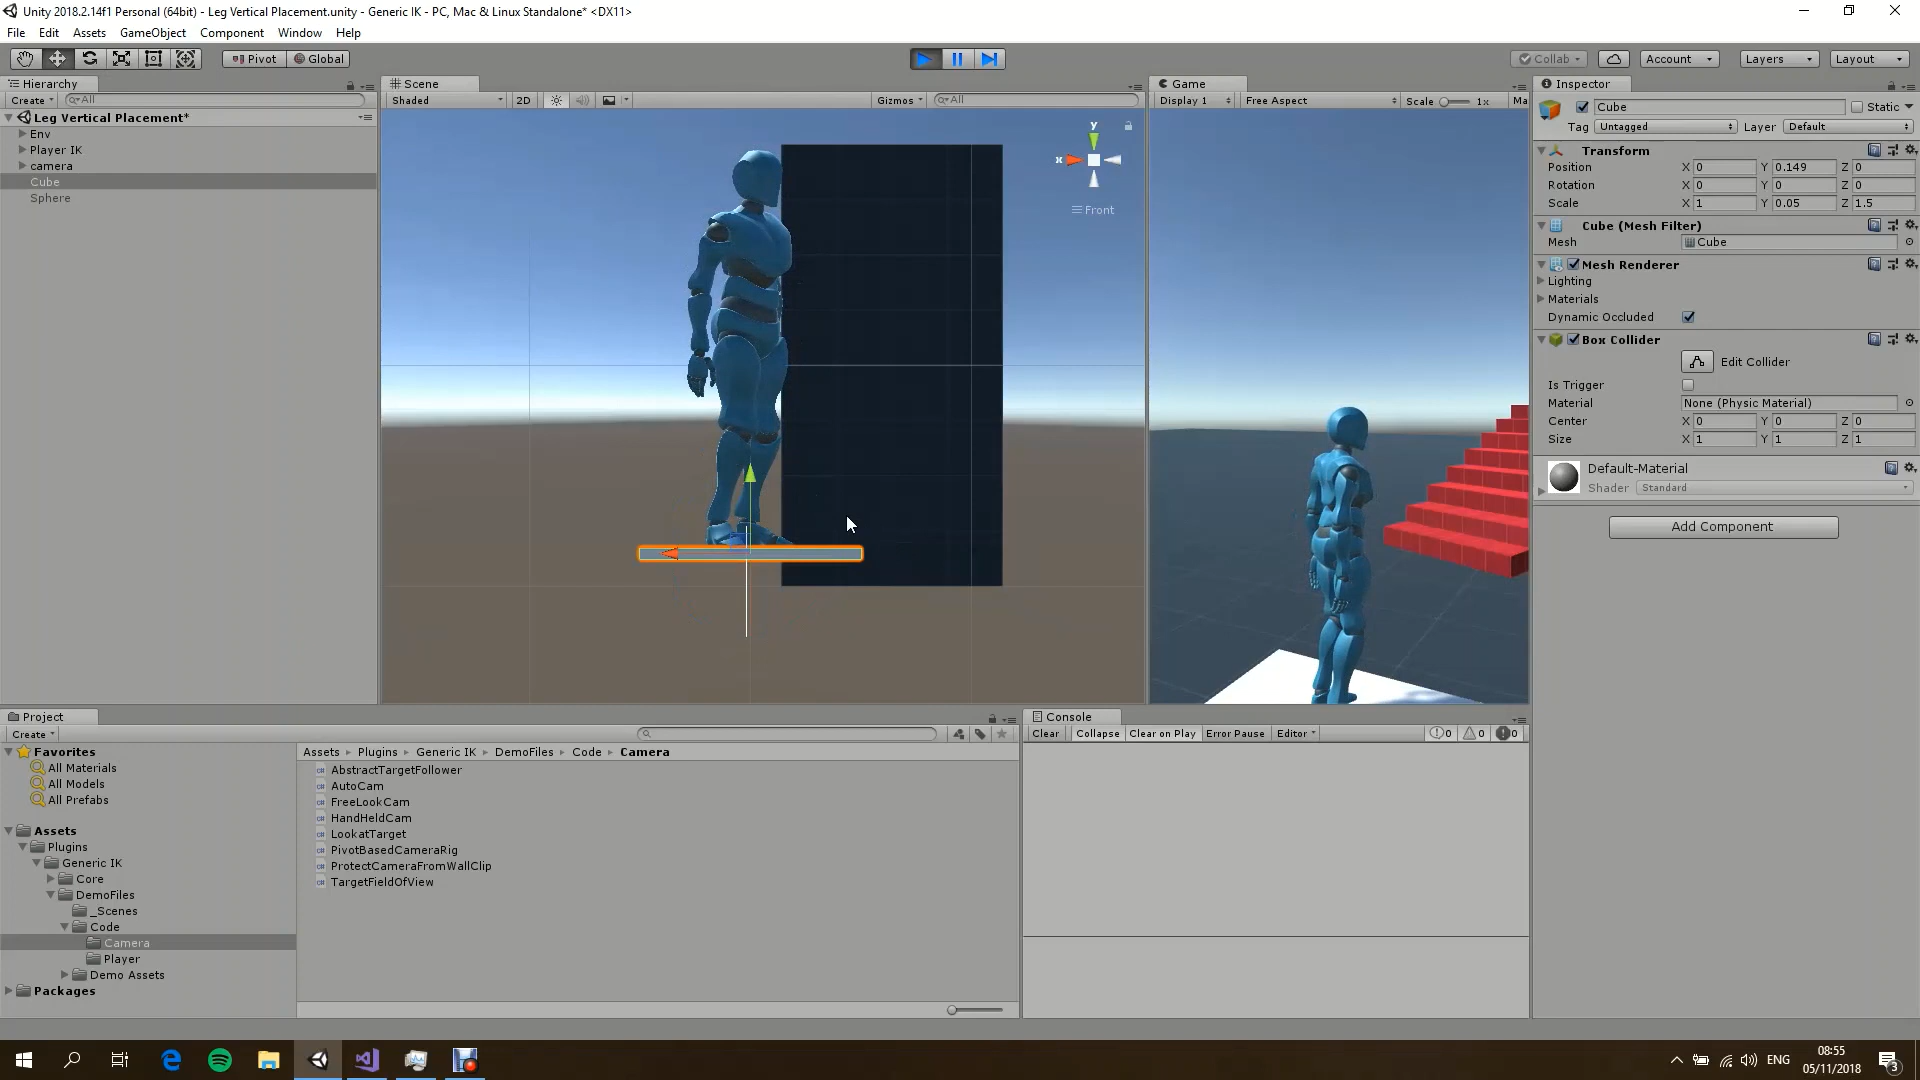 Unity 2018.2.14f1 Personal (64bit) - Leg Vertical Placement.unity - Generic IK - PC, Mac & Linux Standalone* <DX11>
File Edit Assets GameObject Component Window Help
Pivot Global Collab Account Layers Layout
Hierarchy
Create All
Leg Vertical Placement*
Env
Player IK
camera
Cube
Sphere
Scene
Shaded 2D Gizmos All
y
x
Front
Game
Display 1 Free Aspect Scale 1x Ma
Inspector
Cube Static
Tag Untagged Layer Default
Transform
Position X 0 Y 0.149 Z 0
Rotation X 0 Y 0 Z 0
Scale X 1 Y 0.05 Z 1.5
Cube (Mesh Filter)
Mesh Cube
Mesh Renderer
Lighting
Materials
Dynamic Occluded
Box Collider
Edit Collider
Is Trigger
Material None (Physic Material)
Center X 0 Y 0 Z 0
Size X 1 Y 1 Z 1
Default-Material
Shader Standard
Add Component
Project
Create
Favorites
All Materials
All Models
All Prefabs
Assets
Plugins
Generic IK
Core
DemoFiles
_Scenes
Code
Camera
Player
Demo Assets
Packages
Assets Plugins Generic IK DemoFiles Code Camera
AbstractTargetFollower
AutoCam
FreeLookCam
HandHeldCam
LookatTarget
PivotBasedCameraRig
ProtectCameraFromWallClip
TargetFieldOfView
Console
Clear Collapse Clear on Play Error Pause Editor 0 0 0
ENG
08:55
05/11/2018
3